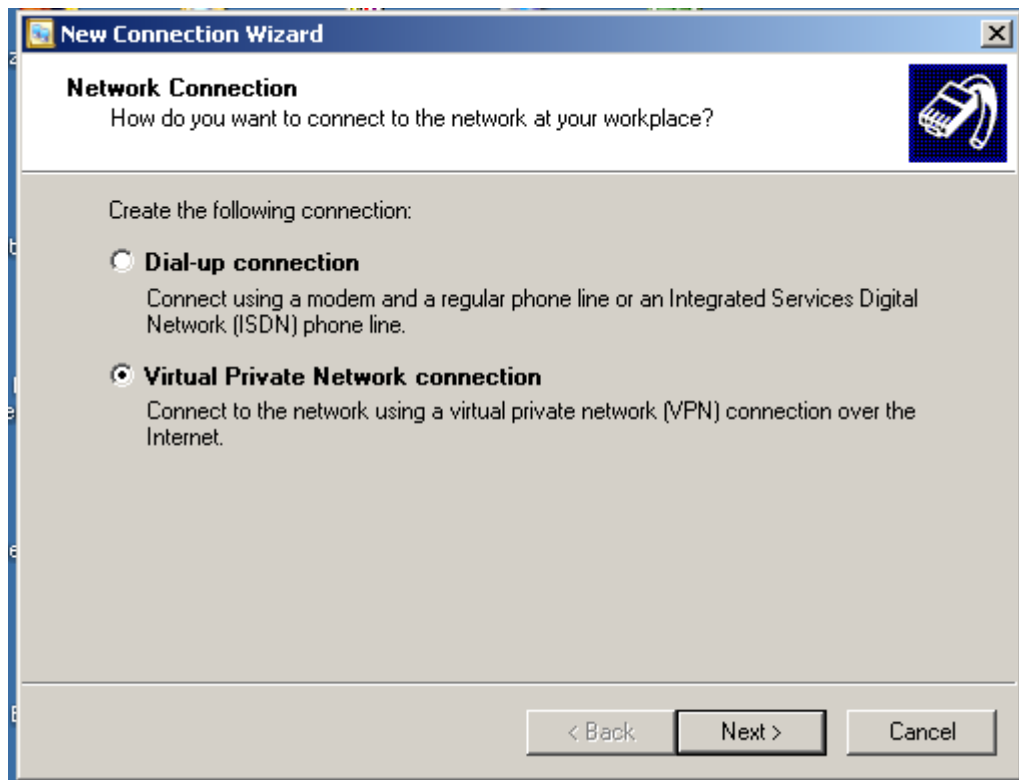 New Connection Wizard
Network Connection
How do you want to connect to the network at your workplace?
Create the following connection:
Dial-up connection
Connect using a modem and a regular phone line or an Integrated Services Digital
Network (ISDN) phone line.
Virtual Private Network connection
Connect to the network using a virtual private network (VPN) connection over the
Internet.
< Back
Next >
Cancel